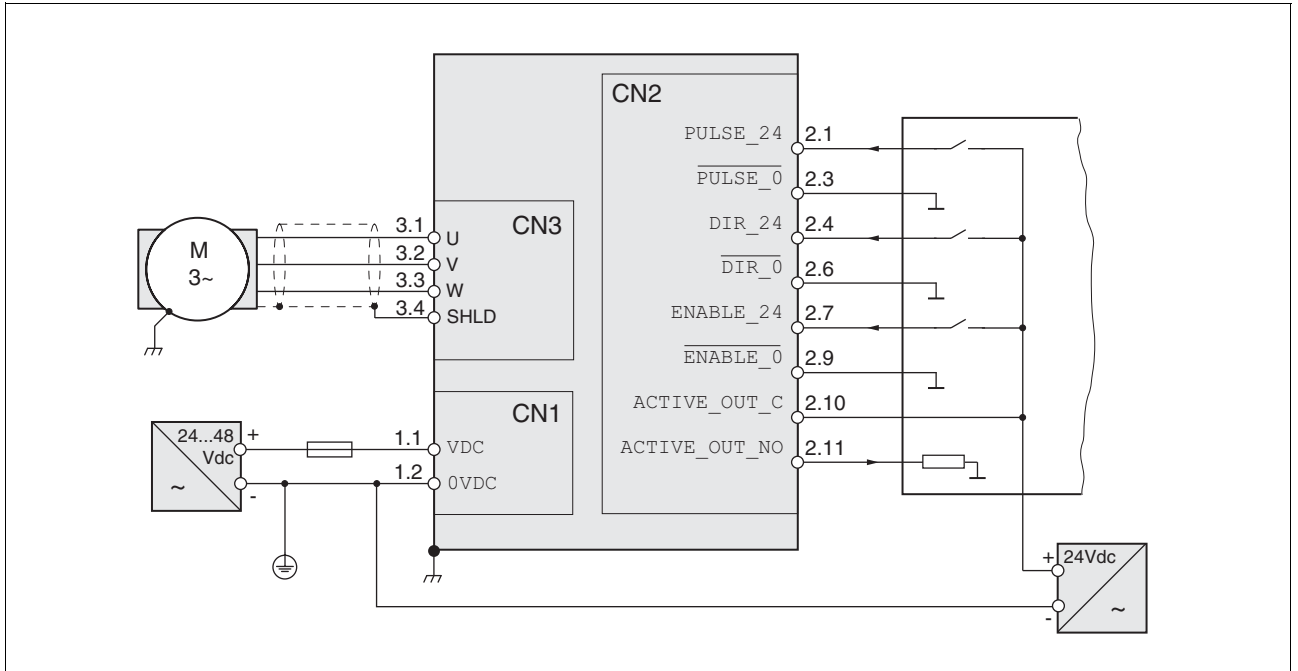 CN2
PULSE_24 2.1
PULSE_0 2.3
DIR_24 2.4
DIR_0 2.6
ENABLE_24 2.7
ENABLE_0 2.9
ACTIVE_OUT_C 2.10
ACTIVE_OUT_NO 2.11
CN3
3.1 U
3.2 V
3.3 W
3.4 SHLD
M
3~
CN1
1.1 VDC
1.2 0VDC
24...48 +
Vdc
~ -
+ 24Vdc
- ~